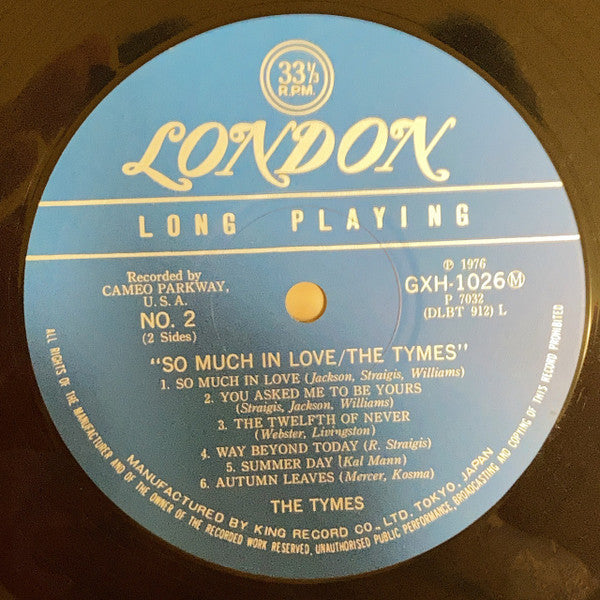 33⅓
R.P.M.
LONDON
LONG PLAYING
Recorded by
CAMEO PARKWAY,
U.S.A.
NO. 2
(2 Sides)
℗ 1976
GXH-1026 Ⓜ
P 7032
(DLBT 912) L
"SO MUCH IN LOVE/THE TYMES"
1. SO MUCH IN LOVE (Jackson, Straigis, Williams)
2. YOU ASKED ME TO BE YOURS
(Straigis, Jackson, Williams)
3. THE TWELFTH OF NEVER
(Webster, Livingston)
4. WAY BEYOND TODAY (R. Straigis)
5. SUMMER DAY (Kal Mann)
6. AUTUMN LEAVES (Mercer, Kosma)
THE TYMES
MANUFACTURED BY KING RECORD CO., LTD. TOKYO, JAPAN
ALL RIGHTS OF THE MANUFACTURER AND OF THE OWNER OF THE RECORDED WORK RESERVED, UNAUTHORISED PUBLIC PERFORMANCE, BROADCASTING AND COPYING OF THIS RECORD PROHIBITED